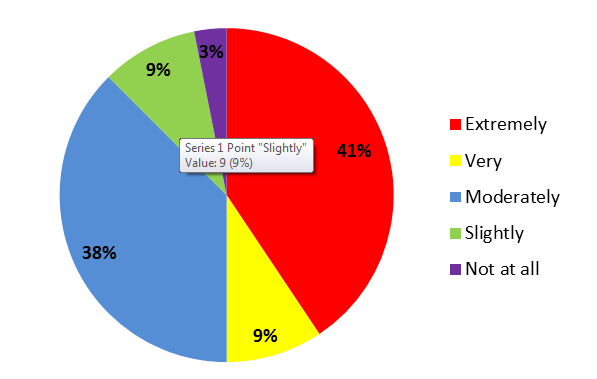 3%
9%
Series 1 Point "Slightly"
Value: 9 (9%)
41%
38%
9%
Extremely
Very
Moderately
Slightly
Not at all